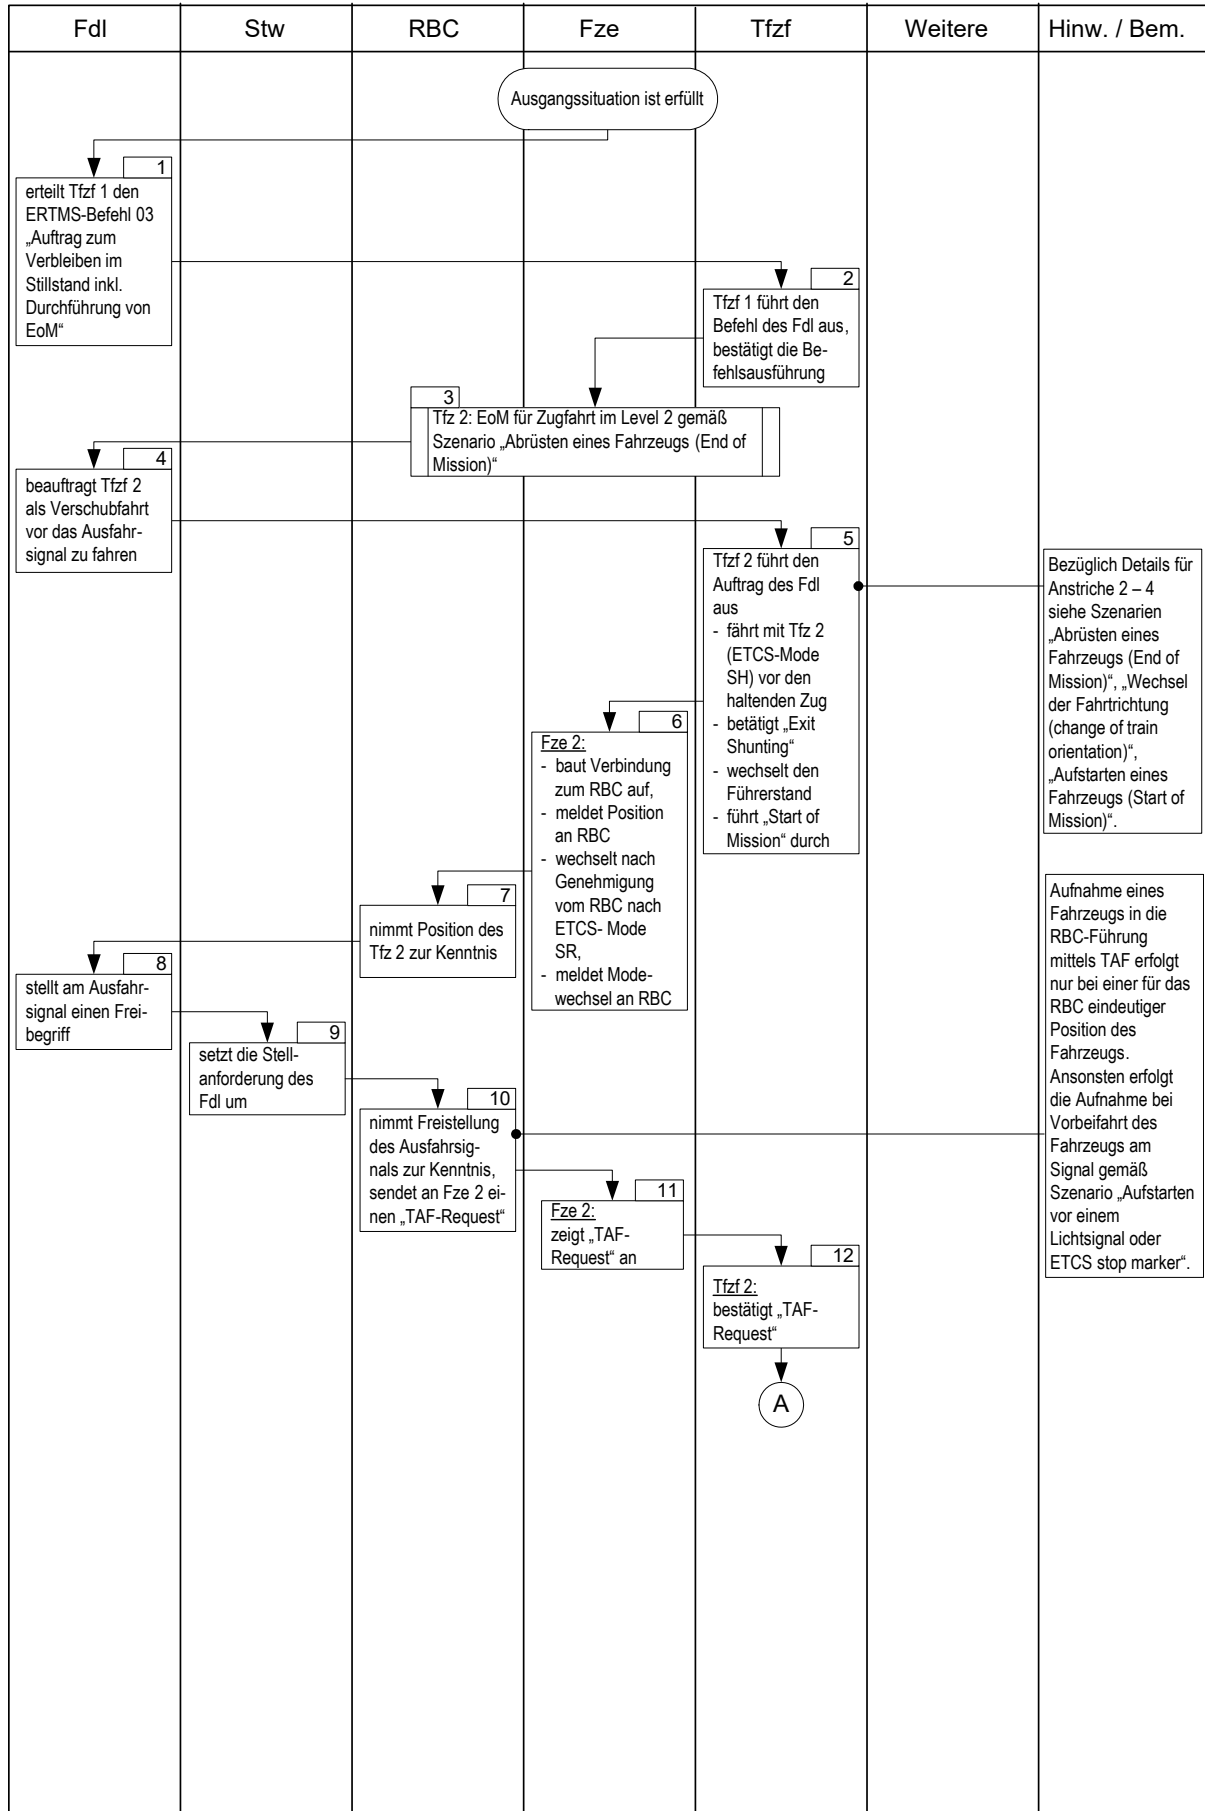 Fdl
Stw
RBC
Fze
Tfzf
Weitere
Hinw. / Bem.
Ausgangssituation ist erfüllt
1
erteilt Tfzf 1 den
ERTMS-Befehl 03
„Auftrag zum
Verbleiben im
Stillstand inkl.
Durchführung von
EoM“
2
Tfzf 1 führt den
Befehl des Fdl aus,
bestätigt die Be-
fehlsausführung
3
Tfz 2: EoM für Zugfahrt im Level 2 gemäß
Szenario „Abrüsten eines Fahrzeugs (End of
Mission)“
4
beauftragt Tfzf 2
als Verschubfahrt
vor das Ausfahr-
signal zu fahren
5
Tfzf 2 führt den
Auftrag des Fdl
aus
- fährt mit Tfz 2
(ETCS-Mode
SH) vor den
haltenden Zug
- betätigt „Exit
Shunting“
- wechselt den
Führerstand
- führt „Start of
Mission“ durch
Bezüglich Details für
Anstriche 2 – 4
siehe Szenarien
„Abrüsten eines
Fahrzeugs (End of
Mission)“, „Wechsel
der Fahrtrichtung
(change of train
orientation)“,
„Aufstarten eines
Fahrzeugs (Start of
Mission)“.
6
Fze 2:
- baut Verbindung
zum RBC auf,
- meldet Position
an RBC
- wechselt nach
Genehmigung
vom RBC nach
ETCS- Mode
SR,
- meldet Mode-
wechsel an RBC
7
nimmt Position des
Tfz 2 zur Kenntnis
8
stellt am Ausfahr-
signal einen Frei-
begriff
9
setzt die Stell-
anforderung des
Fdl um
10
nimmt Freistellung
des Ausfahrsig-
nals zur Kenntnis,
sendet an Fze 2 ei-
nen „TAF-Request“
Aufnahme eines
Fahrzeugs in die
RBC-Führung
mittels TAF erfolgt
nur bei einer für das
RBC eindeutiger
Position des
Fahrzeugs.
Ansonsten erfolgt
die Aufnahme bei
Vorbeifahrt des
Fahrzeugs am
Signal gemäß
Szenario „Aufstarten
vor einem
Lichtsignal oder
ETCS stop marker“.
11
Fze 2:
zeigt „TAF-
Request“ an
12
Tfzf 2:
bestätigt „TAF-
Request“
A